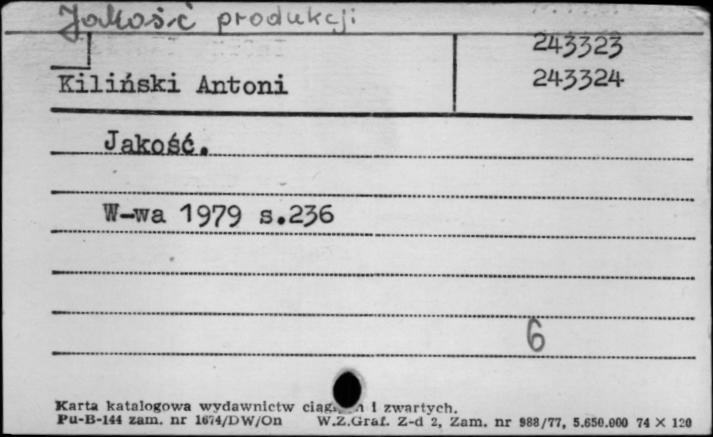 Jakość produkcji
243323
Kiliński Antoni 243324
Jakość.
W-wa 1979 s.236
6
Karta katalogowa wydawnictw i zwartych.
Pu-B-144 zam. nr 1674/DW/On W.Z.Graf. Z-d 2, Zam. nr 988/77, 5.650.000 74 × 120